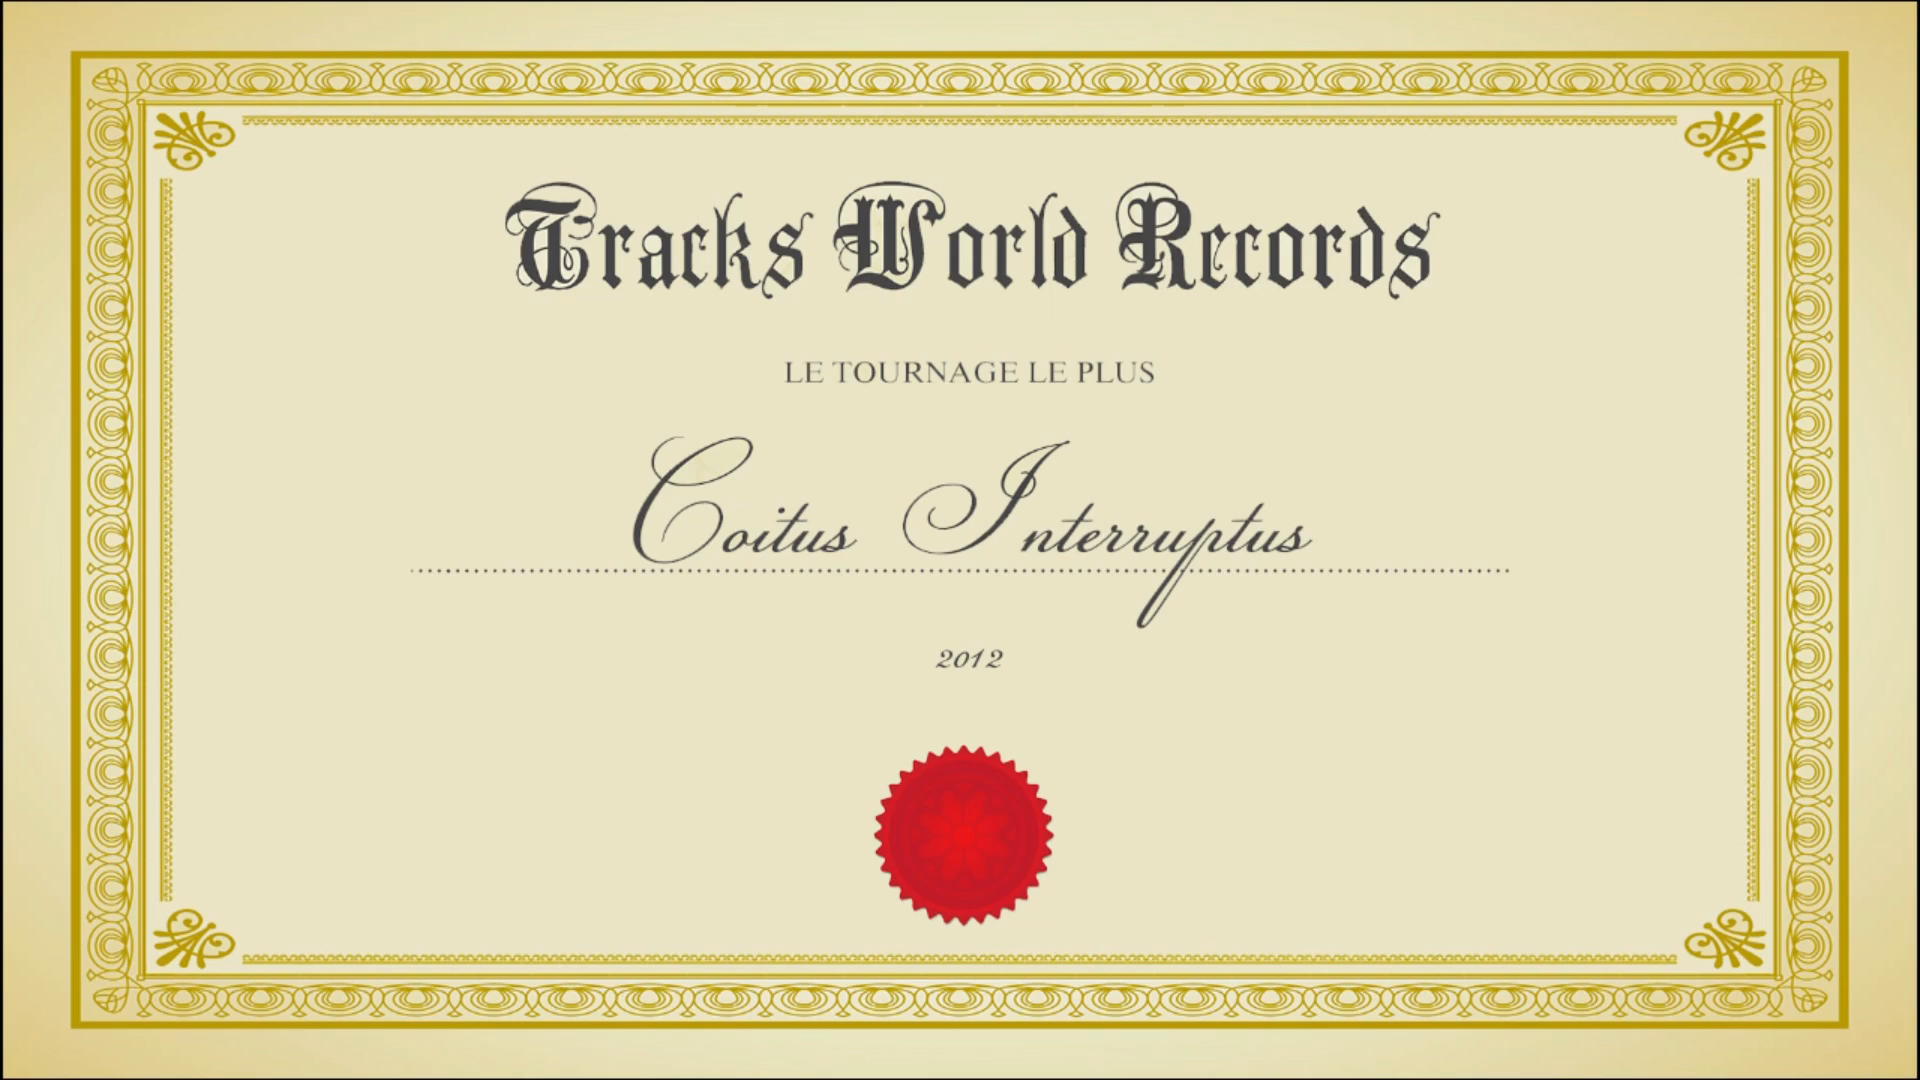 Tracks World Records
LE TOURNAGE LE PLUS
Coitus Interruptus
2012